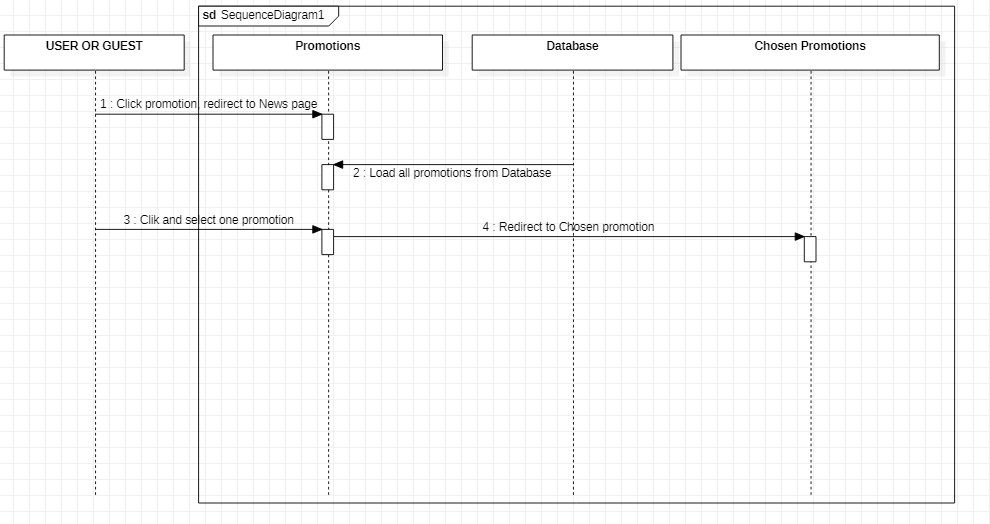 sd SequenceDiagram1
USER OR GUEST
Promotions
Database
Chosen Promotions
1 : Click promotion, redirect to News page
2 : Load all promotions from Database
3 : Clik and select one promotion
4 : Redirect to Chosen promotion